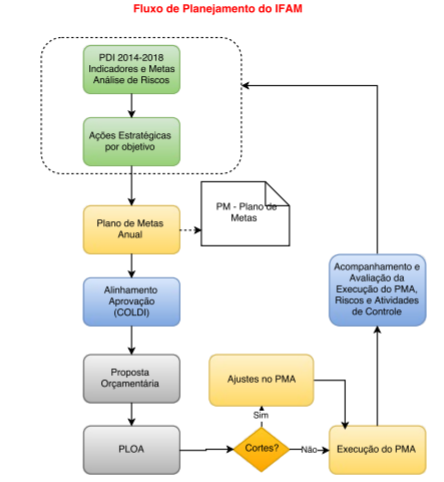 Fluxo de Planejamento do IFAM
PDI 2014-2018
Indicadores e Metas
Análise de Riscos
Ações Estratégicas
por objetivo
Plano de Metas
Anual
PM - Plano de
Metas
Alinhamento
Aprovação
(COLDI)
Acompanhamento e
Avaliação da
Execução do PMA,
Riscos e Atividades
de Controle
Proposta
Orçamentária
Ajustes no PMA
Sim
PLOA
Cortes?
Não
Execução do PMA